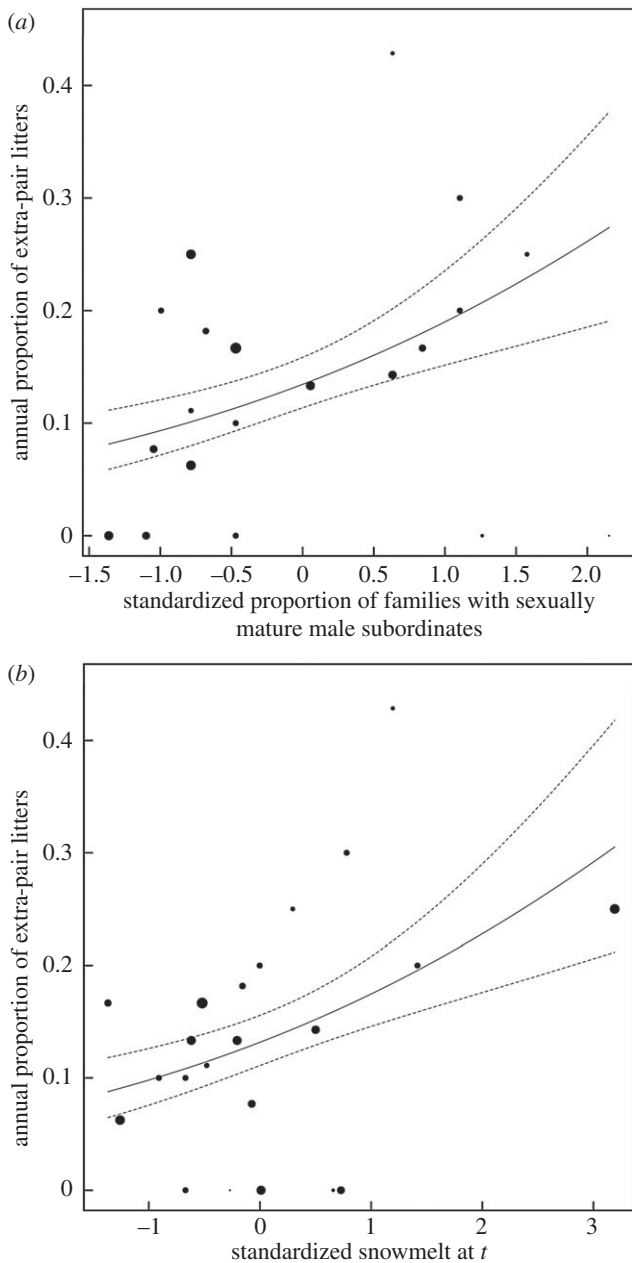 (a)
0.4
0.3
0.2
0.1
0
annual proportion of extra-pair litters
–1.5 –1.0 –0.5 0 0.5 1.0 1.5 2.0
standardized proportion of families with sexually
mature male subordinates
(b)
0.4
0.3
0.2
0.1
0
annual proportion of extra-pair litters
–1 0 1 2 3
standardized snowmelt at t